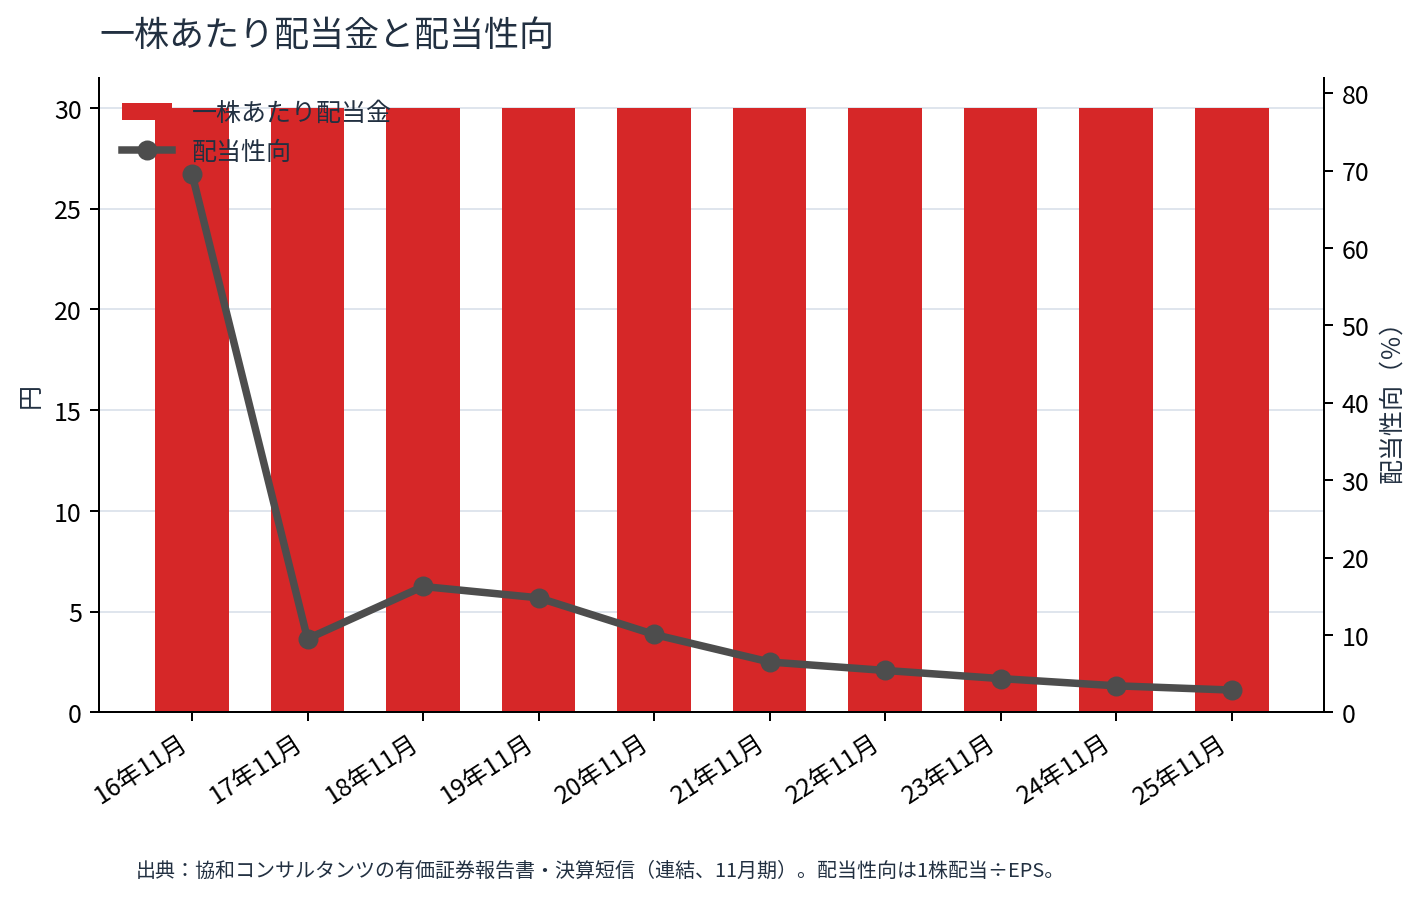 一株あたり配当金と配当性向
一株あたり配当金
配当性向
30
25
20
15
10
5
0
円
80
70
60
50
40
30
20
10
0
配当性向（%）
16年11月
17年11月
18年11月
19年11月
20年11月
21年11月
22年11月
23年11月
24年11月
25年11月
出典：協和コンサルタンツの有価証券報告書・決算短信（連結、11月期）。配当性向は1株配当÷EPS。